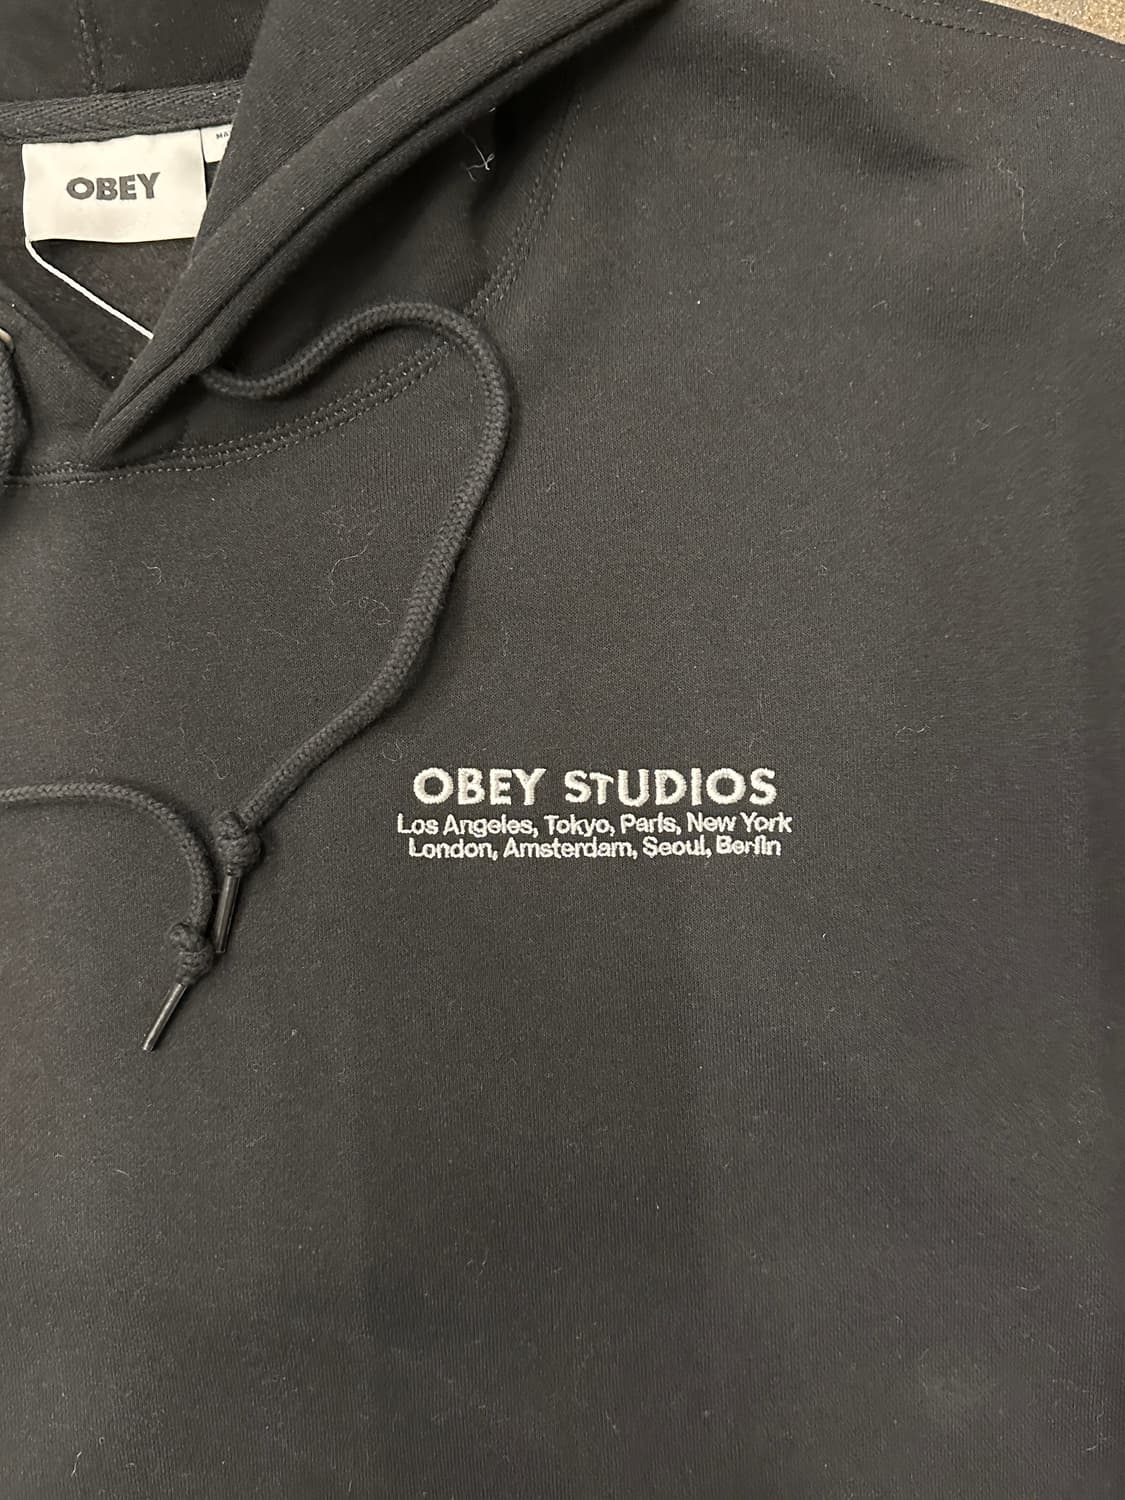 OBEY
OBEY STUDIOS
Los Angeles, Tokyo, Paris, New York
London, Amsterdam, Seoul, Berlin